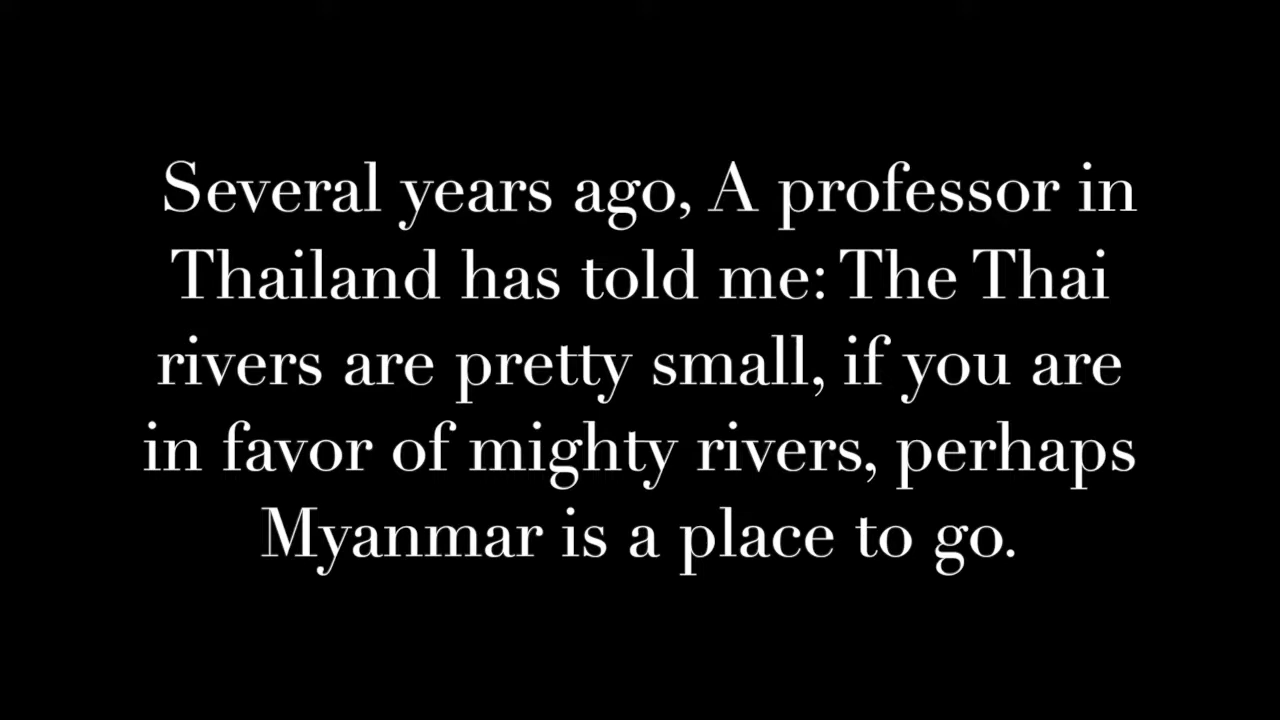 Several years ago, A professor in
Thailand has told me: The Thai
rivers are pretty small, if you are
in favor of mighty rivers, perhaps
Myanmar is a place to go.